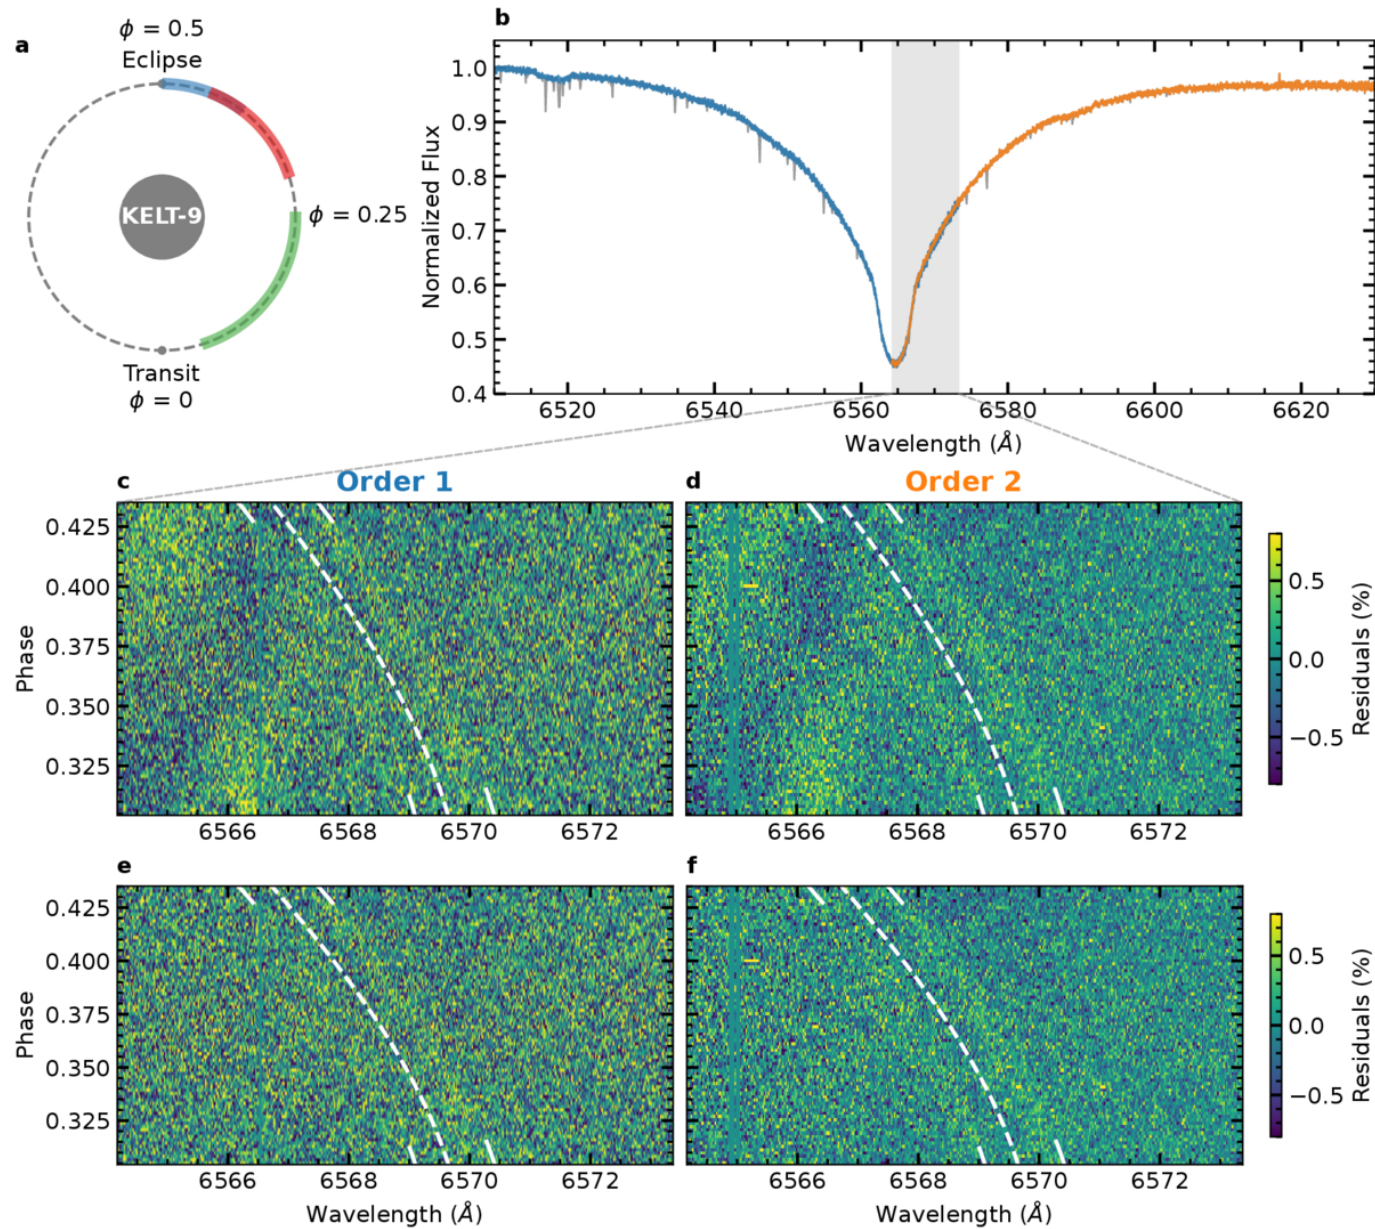 a
ϕ = 0.5
Eclipse
KELT-9
ϕ = 0.25
Transit
ϕ = 0
b
Normalized Flux
1.0
0.9
0.8
0.7
0.6
0.5
0.4
6520 6540 6560 6580 6600 6620
Wavelength (Å)
c
Order 1
Phase
0.425
0.400
0.375
0.350
0.325
6566 6568 6570 6572
d
Order 2
6566 6568 6570 6572
0.5
0.0
−0.5
Residuals (%)
e
Phase
0.425
0.400
0.375
0.350
0.325
6566 6568 6570 6572
Wavelength (Å)
f
6566 6568 6570 6572
Wavelength (Å)
0.5
0.0
−0.5
Residuals (%)